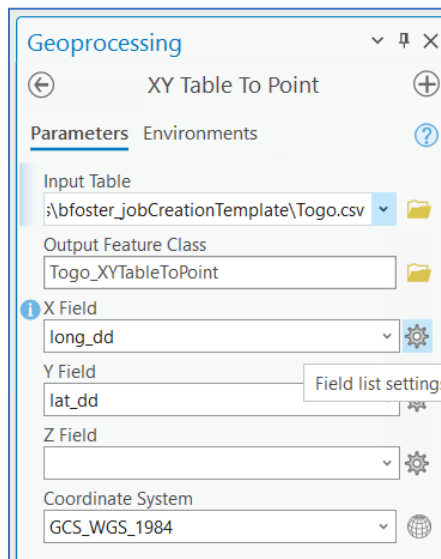 Geoprocessing
XY Table To Point
Parameters Environments
Input Table
s\bfoster_jobCreationTemplate\Togo.csv
Output Feature Class
Togo_XYTableToPoint
X Field
long_dd
Y Field
Field list settings
lat_dd
Z Field
Coordinate System
GCS_WGS_1984